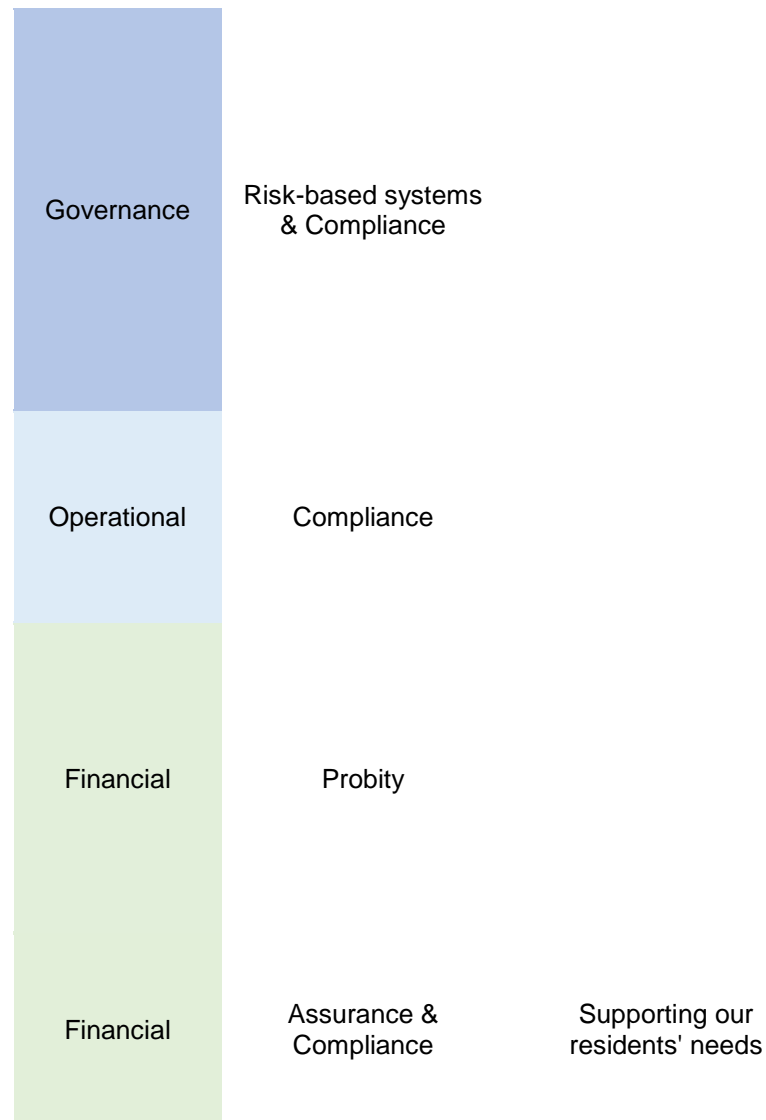 Governance
Risk-based systems
& Compliance
Operational
Compliance
Financial
Probity
Financial
Assurance &
Compliance
Supporting our
residents' needs